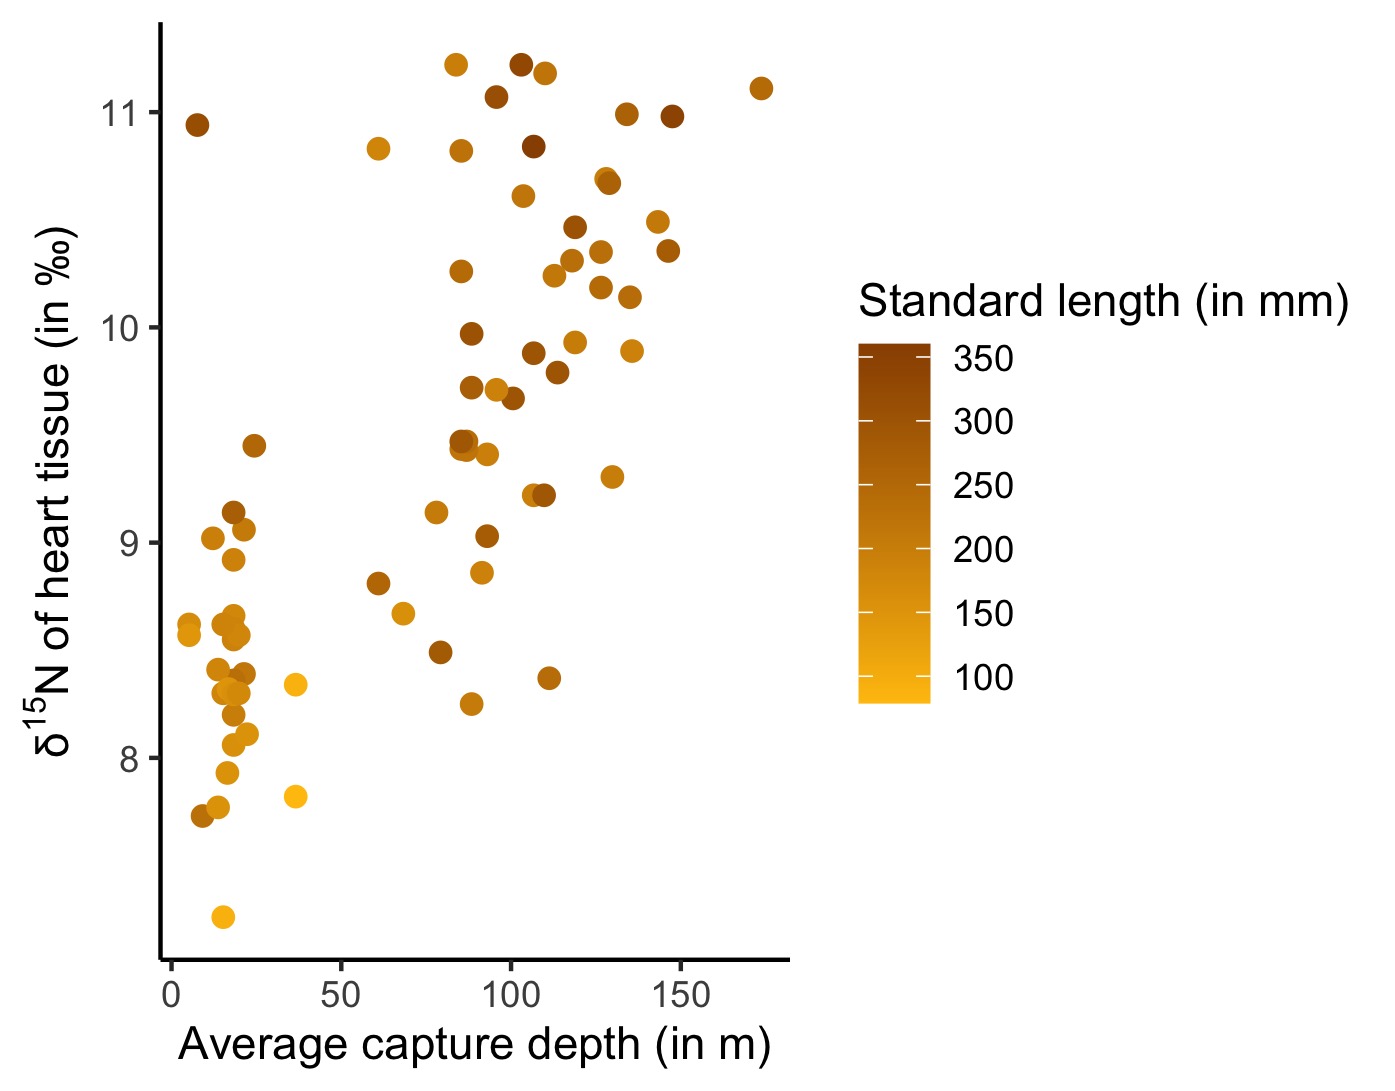 δ¹⁵N of heart tissue (in ‰)
11
10
9
8
0 50 100 150
Average capture depth (in m)
Standard length (in mm)
350
300
250
200
150
100